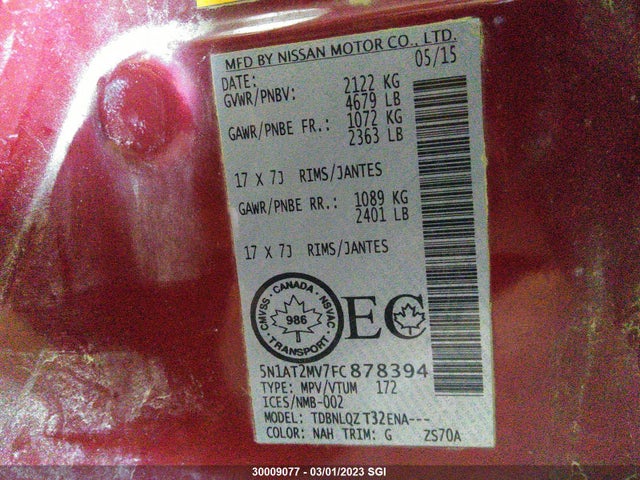 MFD BY NISSAN MOTOR CO., LTD.
DATE: 05/15
GVWR/PNBV: 2122 KG
4679 LB
GAWR/PNBE FR.: 1072 KG
2363 LB
17 X 7J RIMS/JANTES
GAWR/PNBE RR.: 1089 KG
2401 LB
17 X 7J RIMS/JANTES
CMVSS · CANADA · NSVAC · TRANSPORT ·
986
EC
5N1AT2MV7FC878394
TYPE: MPV/VTUM 172
ICES/NMB-002
MODEL: TDBNLQZ T32ENA---
COLOR: NAH TRIM: G ZS70A
30009077 - 03/01/2023 SGI